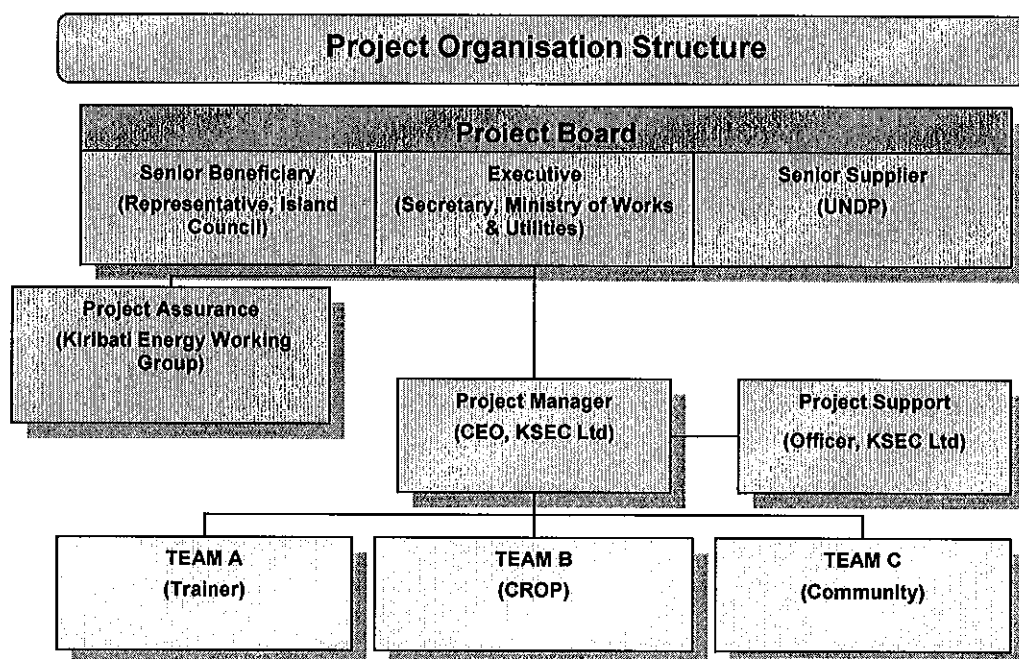 Project Organisation Structure
Project Board
Senior Beneficiary
(Representative, Island
Council)
Executive
(Secretary, Ministry of Works
& Utilities)
Senior Supplier
(UNDP)
Project Assurance
(Kiribati Energy Working
Group)
Project Manager
(CEO, KSEC Ltd)
Project Support
(Officer, KSEC Ltd)
TEAM A
(Trainer)
TEAM B
(CROP)
TEAM C
(Community)